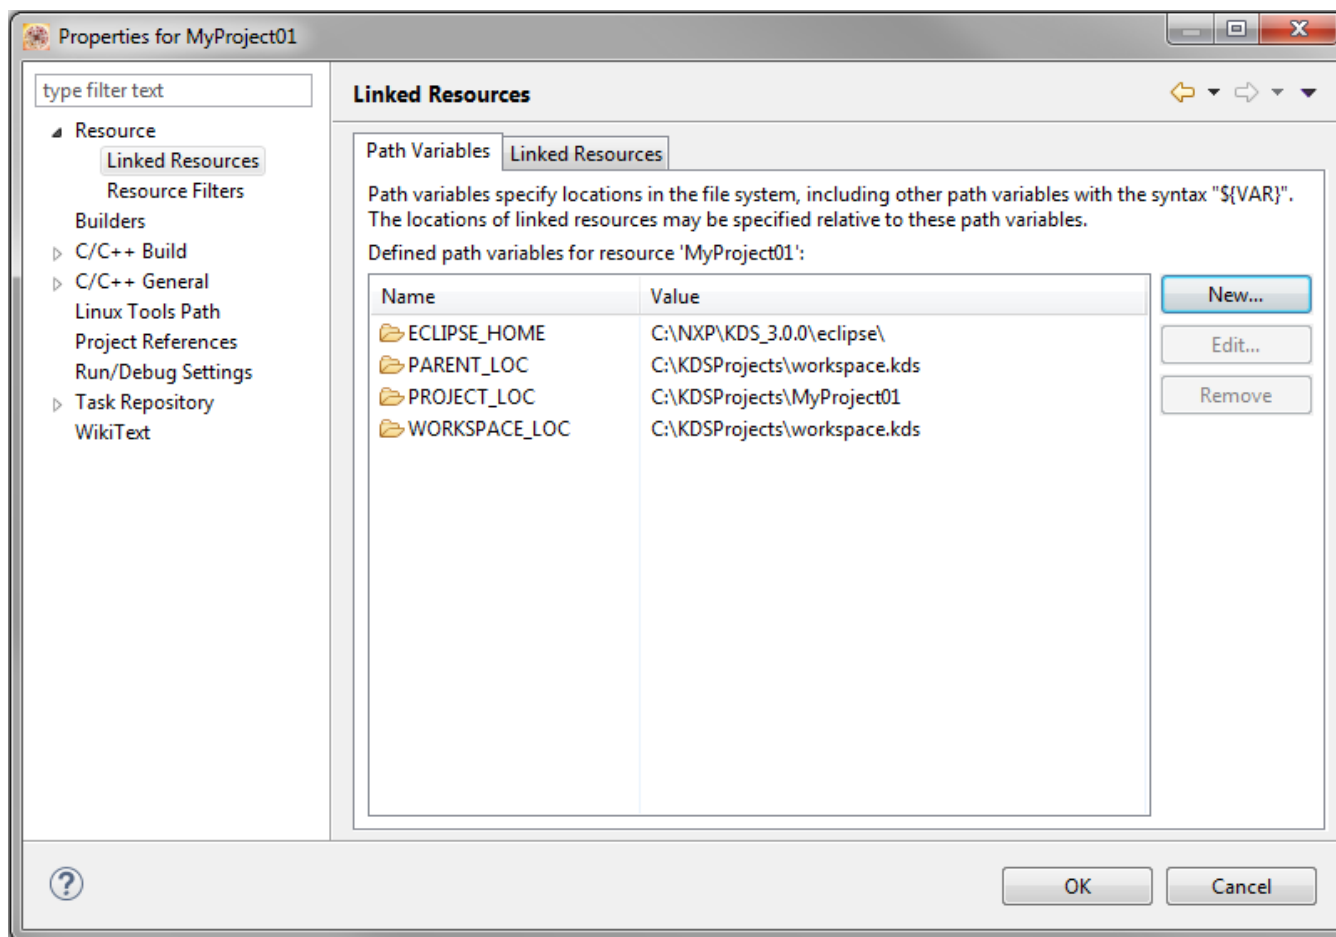 Properties for MyProject01
type filter text
Resource
Linked Resources
Resource Filters
Builders
C/C++ Build
C/C++ General
Linux Tools Path
Project References
Run/Debug Settings
Task Repository
WikiText
Linked Resources
Path Variables Linked Resources
Path variables specify locations in the file system, including other path variables with the syntax "${VAR}".
The locations of linked resources may be specified relative to these path variables.
Defined path variables for resource 'MyProject01':
Name Value
ECLIPSE_HOME C:\NXP\KDS_3.0.0\eclipse\
PARENT_LOC C:\KDSProjects\workspace.kds
PROJECT_LOC C:\KDSProjects\MyProject01
WORKSPACE_LOC C:\KDSProjects\workspace.kds
New...
Edit...
Remove
?
OK Cancel